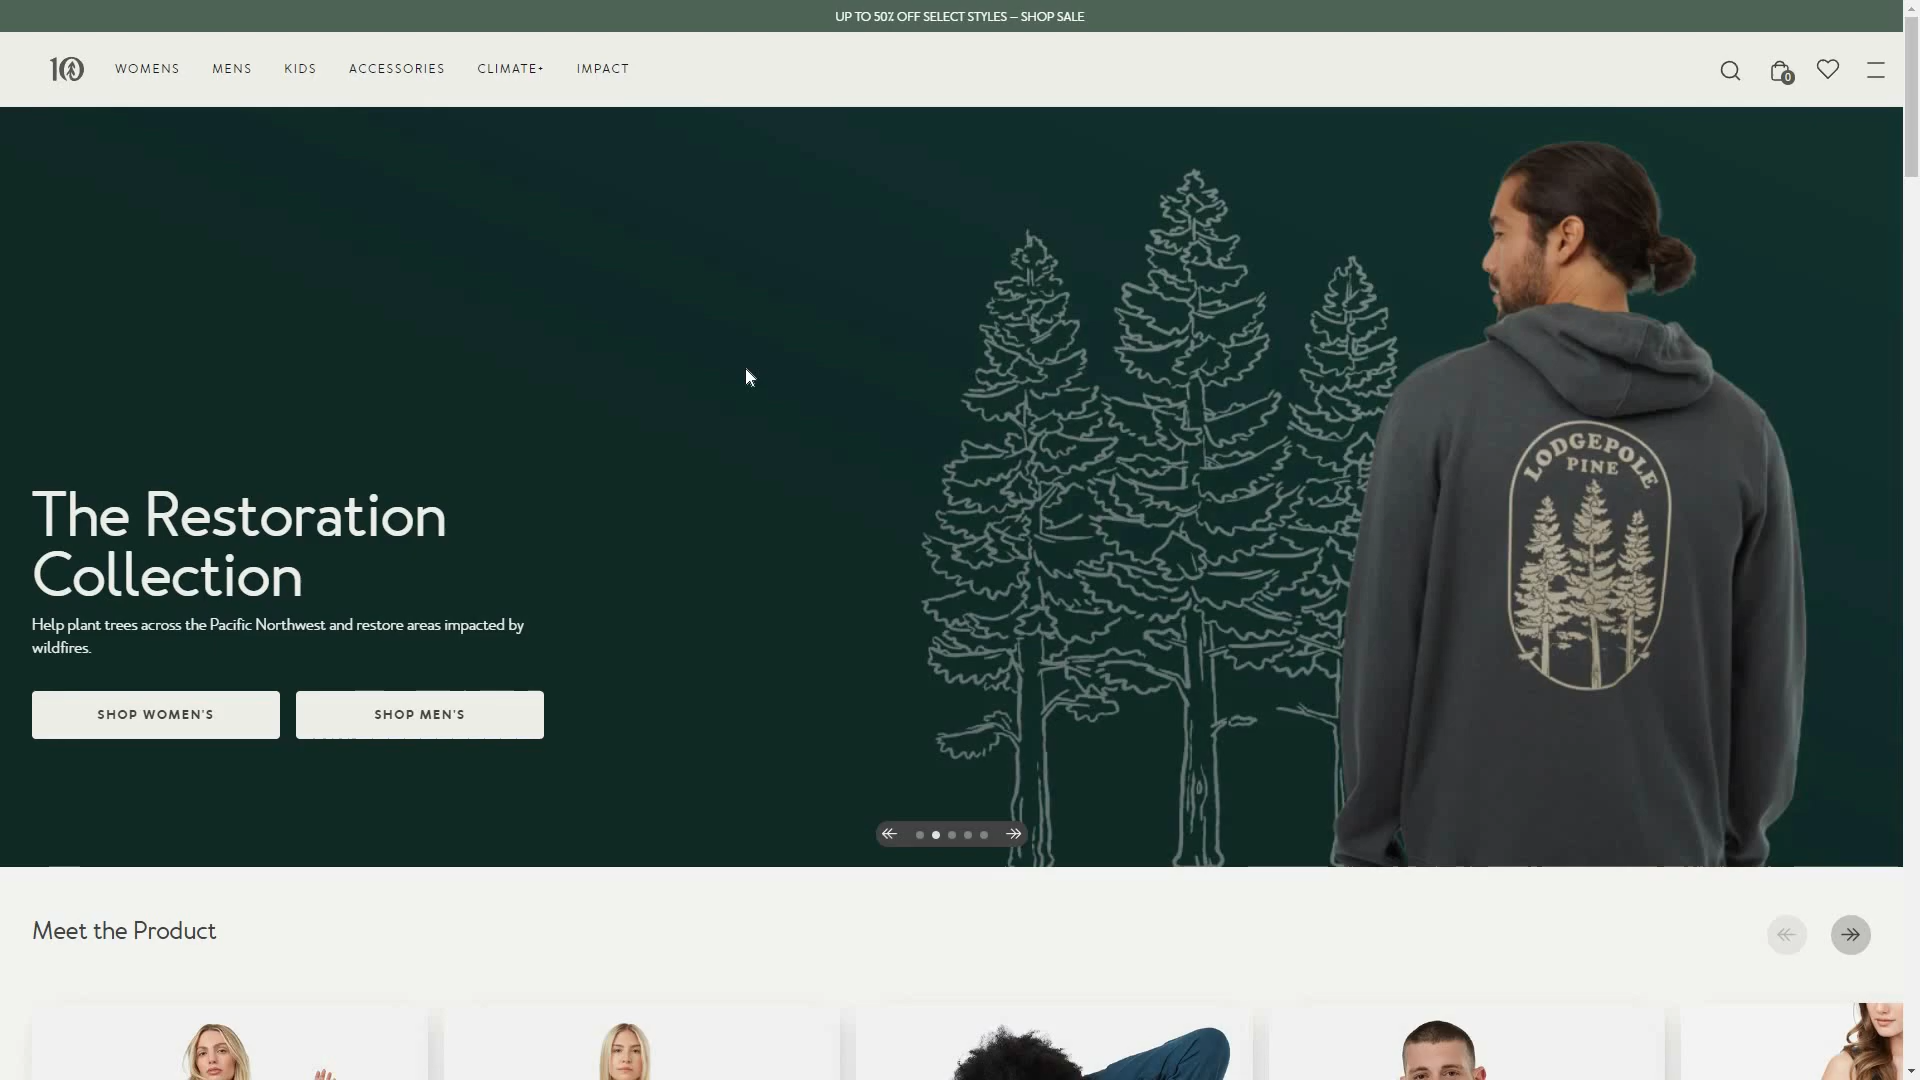 UP TO 50% OFF SELECT STYLES – SHOP SALE
10
WOMENS
MENS
KIDS
ACCESSORIES
CLIMATE+
IMPACT
0
LODGEPOLE
PINE
The Restoration
Collection
Help plant trees across the Pacific Northwest and restore areas impacted by
wildfires.
SHOP WOMEN'S
SHOP MEN'S
Meet the Product